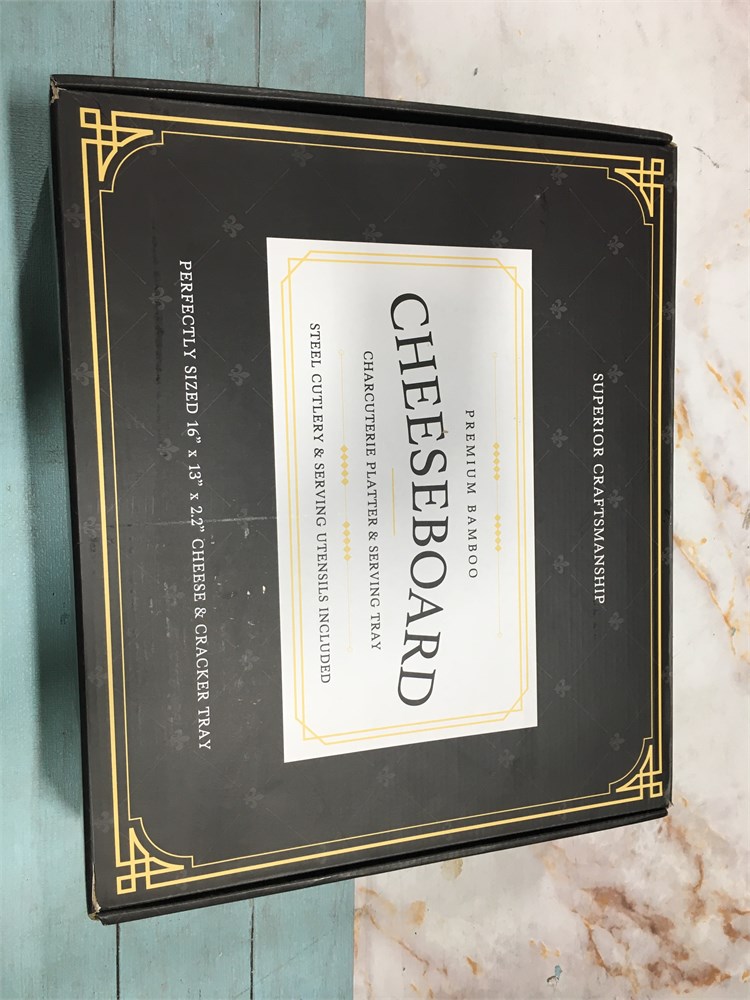 SUPERIOR CRAFTSMANSHIP
PREMIUM BAMBOO
CHEESEBOARD
CHARCUTERIE PLATTER & SERVING TRAY
STEEL CUTLERY & SERVING UTENSILS INCLUDED
PERFECTLY SIZED 16” x 13” x 2.2” CHEESE & CRACKER TRAY